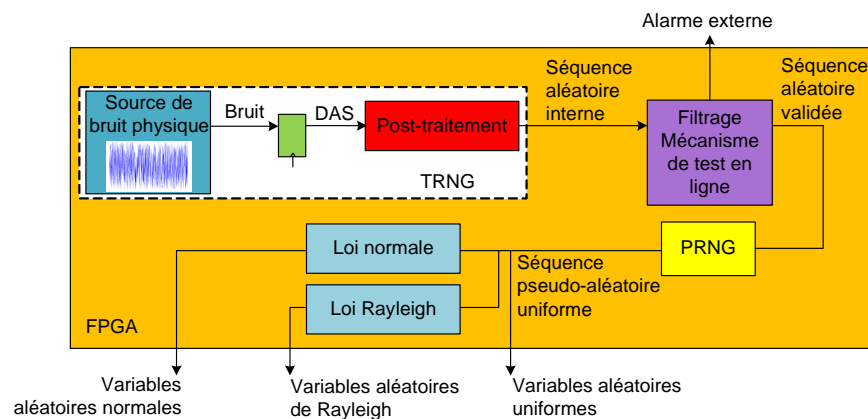 Alarme externe
Source de
bruit physique
Bruit
DAS
Post-traitement
TRNG
Séquence
aléatoire
interne
Filtrage
Mécanisme
de test en
ligne
Séquence
aléatoire
validée
Loi normale
Loi Rayleigh
Séquence
pseudo-aléatoire
uniforme
PRNG
FPGA
Variables
aléatoires normales
Variables aléatoires
de Rayleigh
Variables aléatoires
uniformes